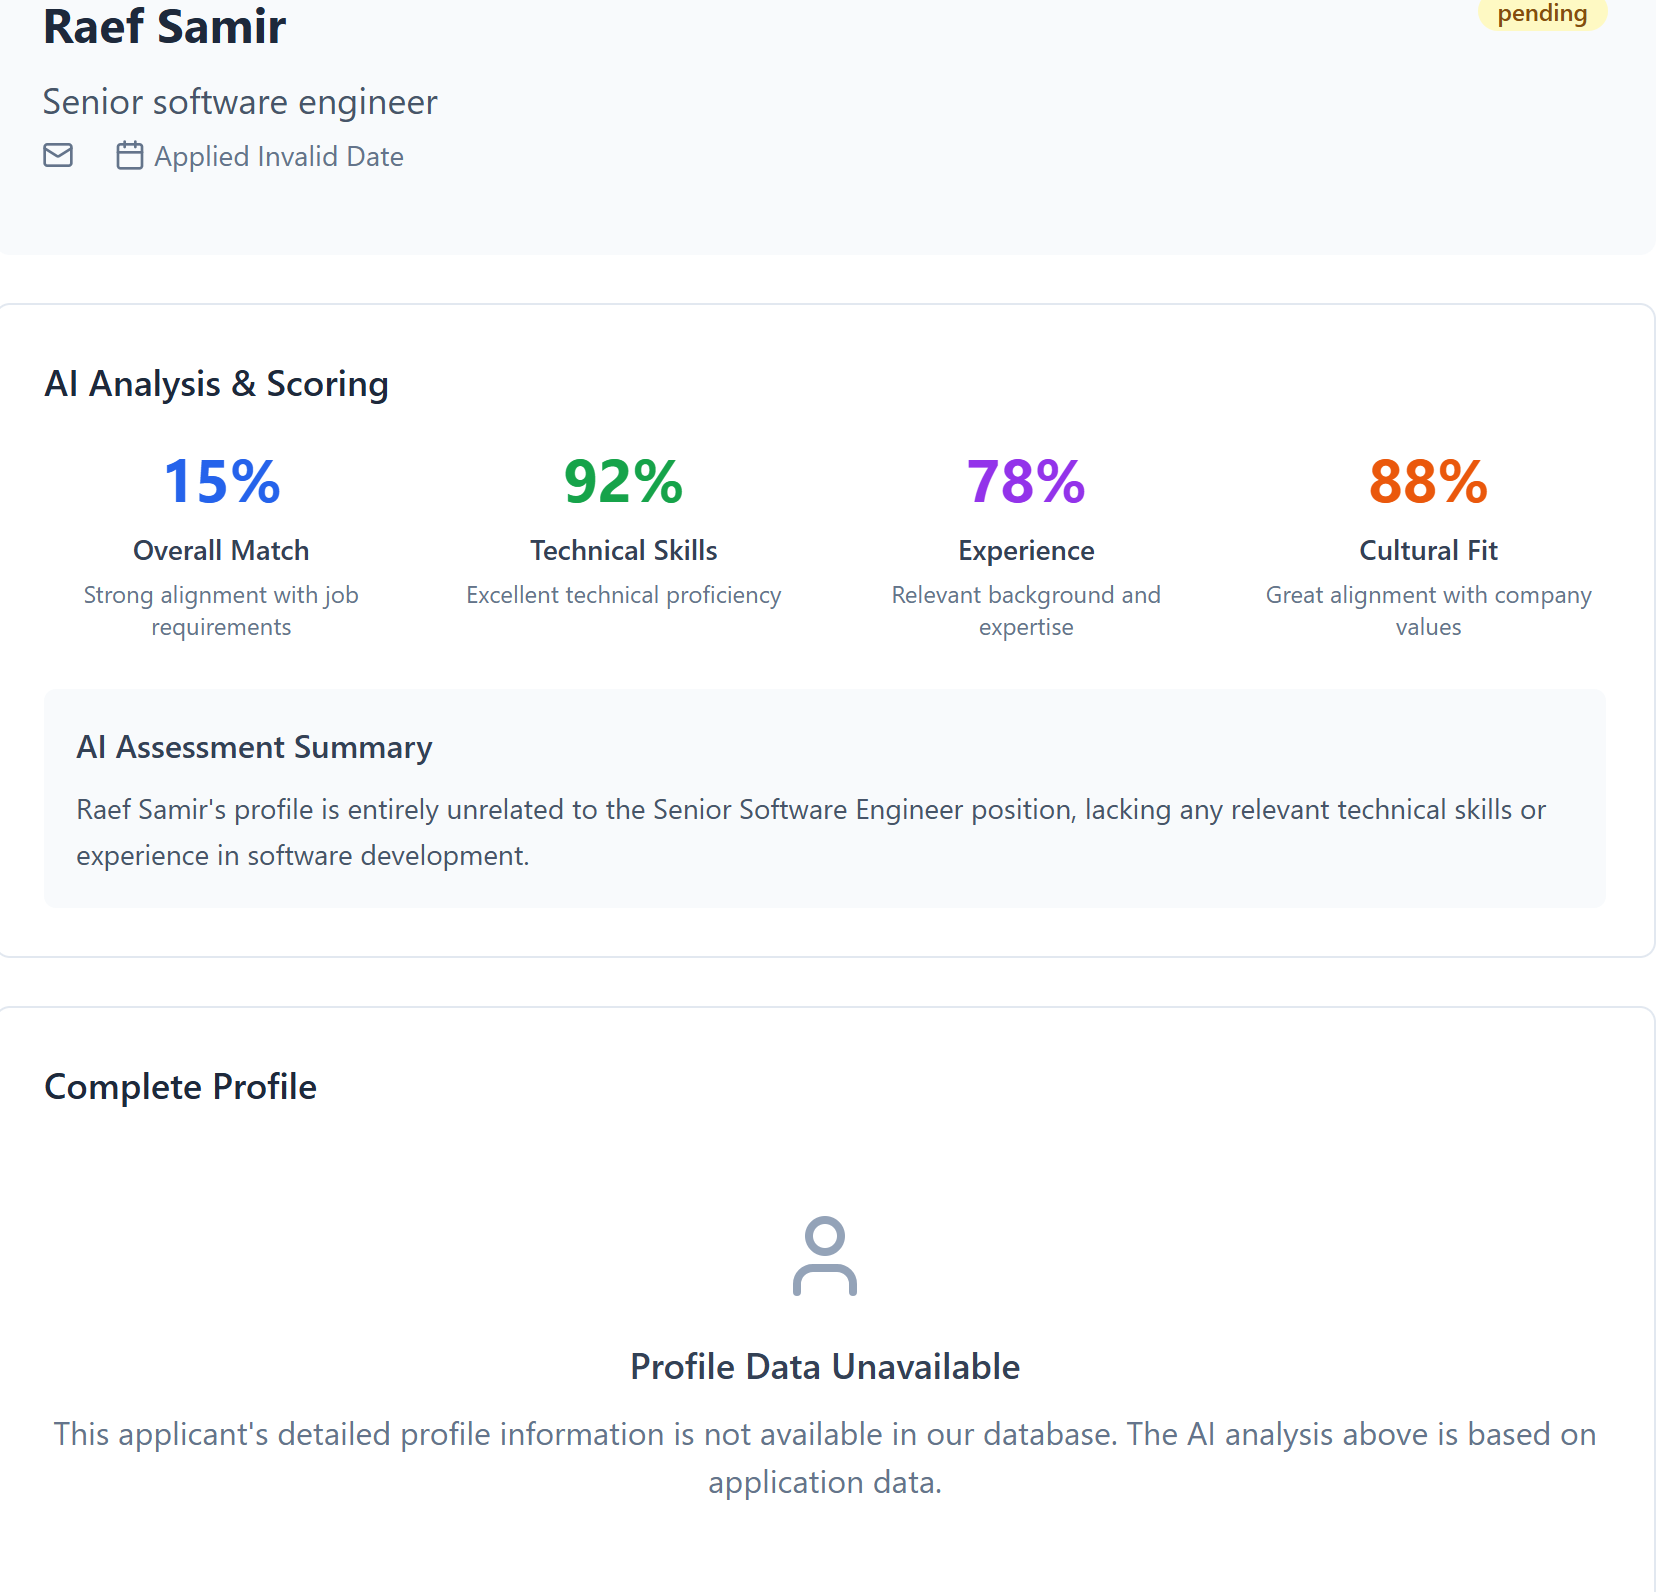 Raef Samir
pending
Senior software engineer
Applied Invalid Date
AI Analysis & Scoring
15%
Overall Match
Strong alignment with job
requirements
92%
Technical Skills
Excellent technical proficiency
78%
Experience
Relevant background and
expertise
88%
Cultural Fit
Great alignment with company
values
AI Assessment Summary
Raef Samir's profile is entirely unrelated to the Senior Software Engineer position, lacking any relevant technical skills or
experience in software development.
Complete Profile
Profile Data Unavailable
This applicant's detailed profile information is not available in our database. The AI analysis above is based on
application data.